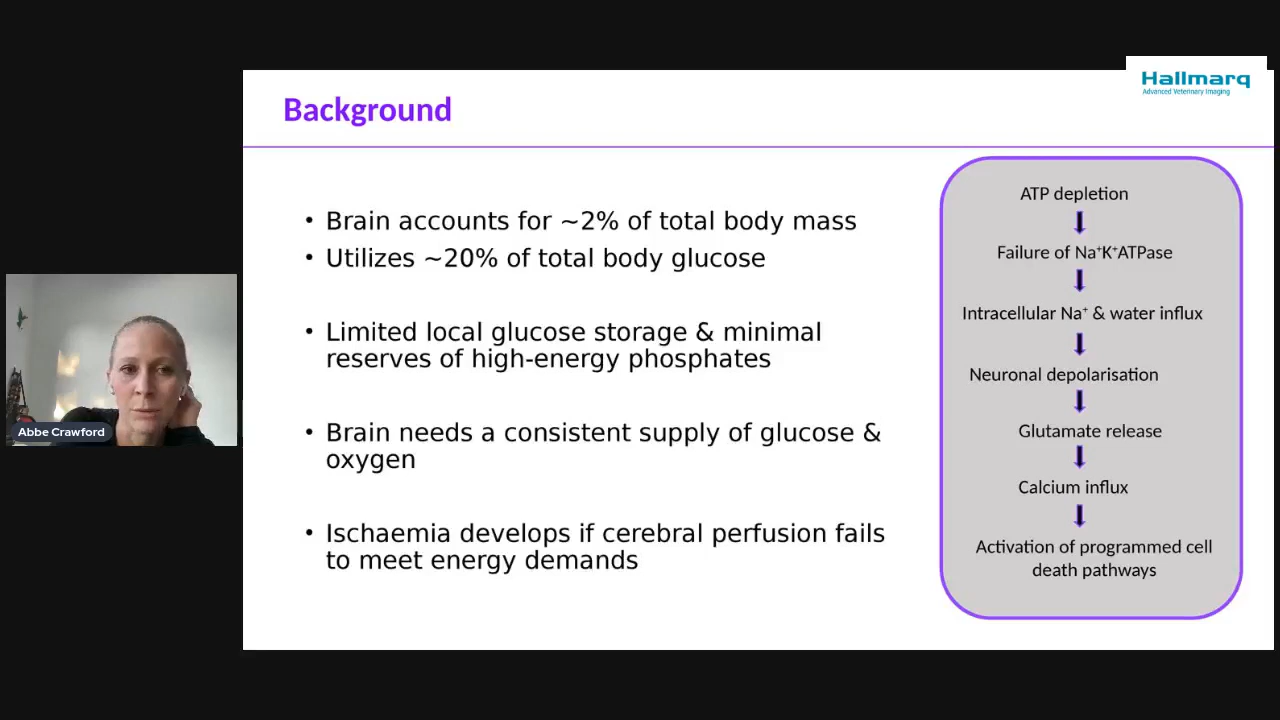 Hallmarq
Advanced Veterinary Imaging
Background
• Brain accounts for ~2% of total body mass
• Utilizes ~20% of total body glucose
• Limited local glucose storage & minimal
reserves of high-energy phosphates
• Brain needs a consistent supply of glucose &
oxygen
• Ischaemia develops if cerebral perfusion fails
to meet energy demands
ATP depletion
Failure of Na⁺K⁺ATPase
Intracellular Na⁺ & water influx
Neuronal depolarisation
Glutamate release
Calcium influx
Activation of programmed cell
death pathways
Abbe Crawford